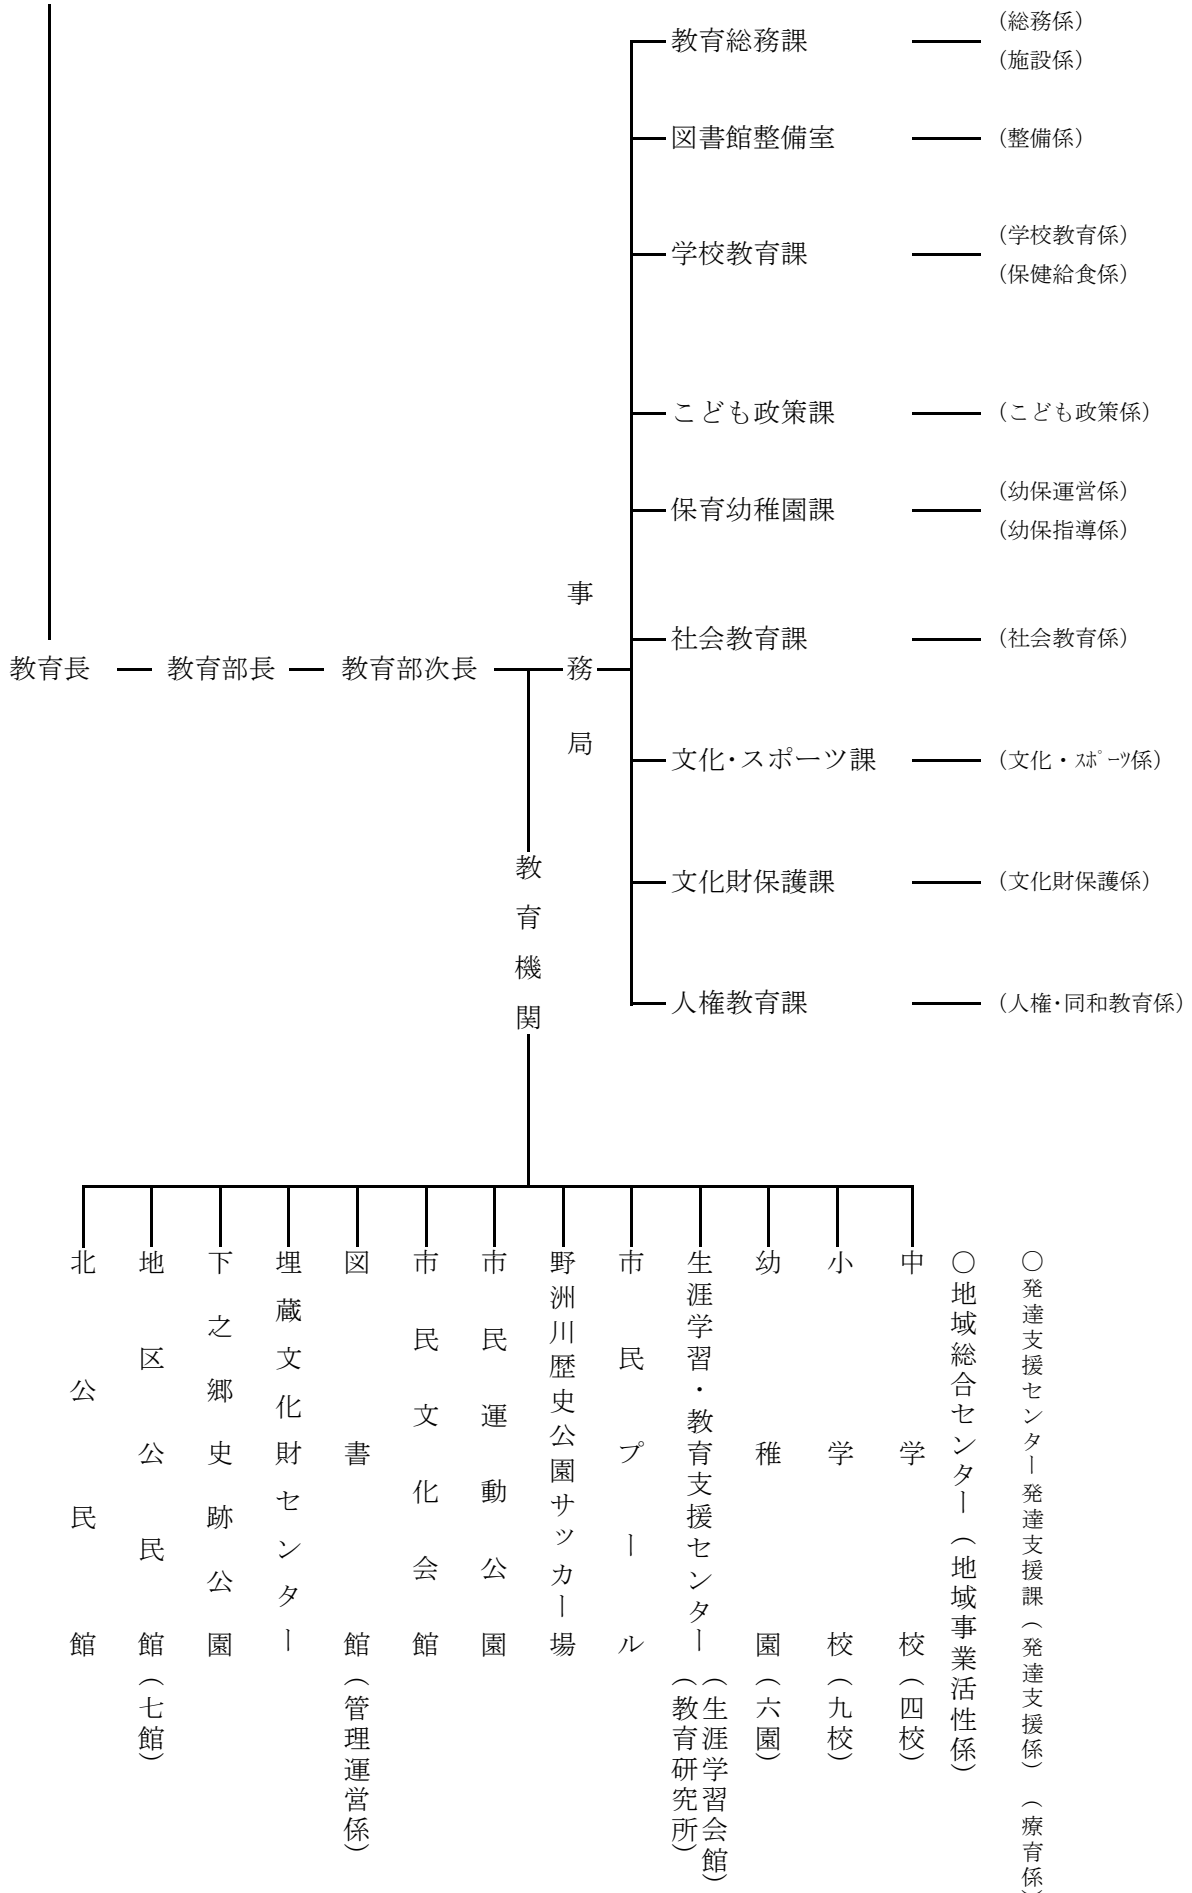 教育総務課
(総務係)
(施設係)
図書館整備室
(整備係)
学校教育課
(学校教育係)
(保健給食係)
こども政策課
(こども政策係)
保育幼稚園課
(幼保運営係)
(幼保指導係)
社会教育課
(社会教育係)
教育長
教育部長
教育部次長
事務局
文化・スポーツ課
(文化・ｽﾎﾟｰﾂ係)
文化財保護課
(文化財保護係)
人権教育課
(人権・同和教育係)
教育機関
〇発達支援センター発達支援課(発達支援係)(療育係)
〇地域総合センター(地域事業活性係)
中学校(四校)
小学校(九校)
幼稚園(六園)
生涯学習・教育支援センター
(生涯学習会館)
(教育研究所)
市民プール
野洲川歴史公園サッカー場
市民運動公園
市民文化会館
図書館(管理運営係)
埋蔵文化財センター
下之郷史跡公園
地区公民館(七館)
北公民館